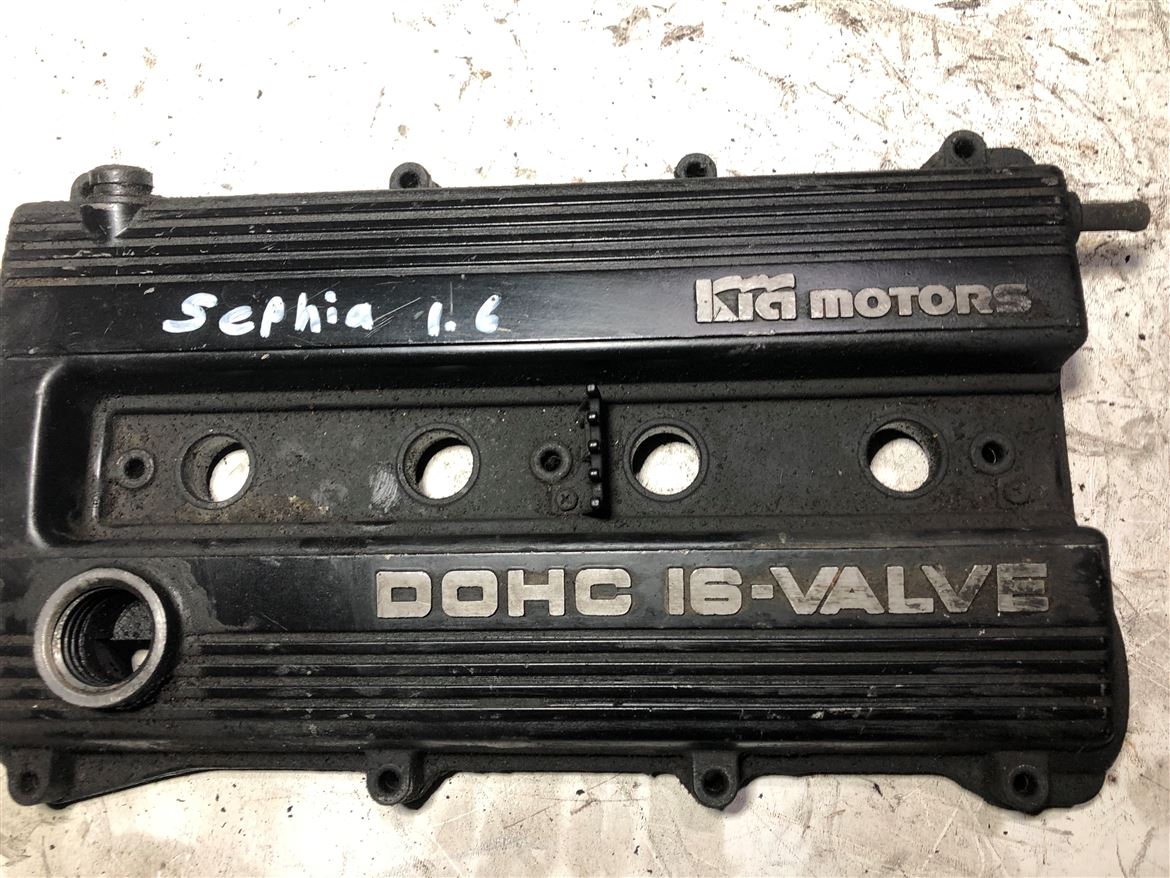 Sephia 1.6
kia MOTORS
DOHC 16-VALVE